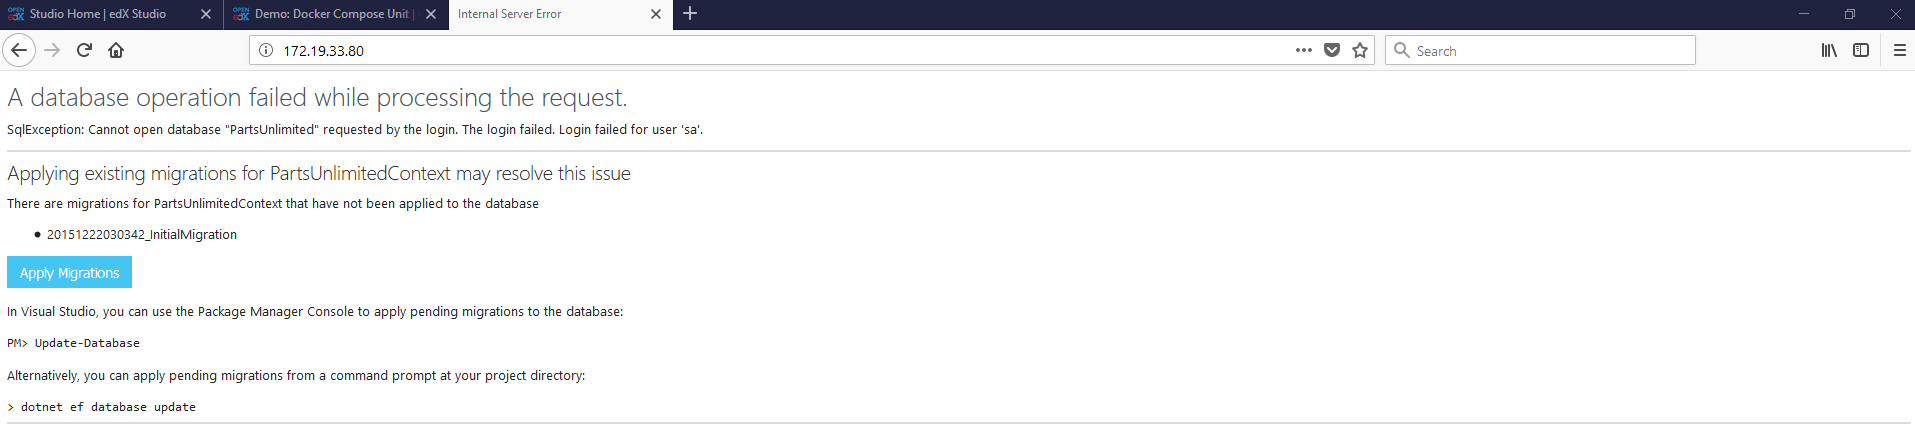 OPEN edX Studio Home | edX Studio
OPEN edX Demo: Docker Compose Unit |
Internal Server Error
172.19.33.80
Search
A database operation failed while processing the request.
SqlException: Cannot open database "PartsUnlimited" requested by the login. The login failed. Login failed for user 'sa'.
Applying existing migrations for PartsUnlimitedContext may resolve this issue
There are migrations for PartsUnlimitedContext that have not been applied to the database
• 20151222030342_InitialMigration
Apply Migrations
In Visual Studio, you can use the Package Manager Console to apply pending migrations to the database:
PM> Update-Database
Alternatively, you can apply pending migrations from a command prompt at your project directory:
> dotnet ef database update